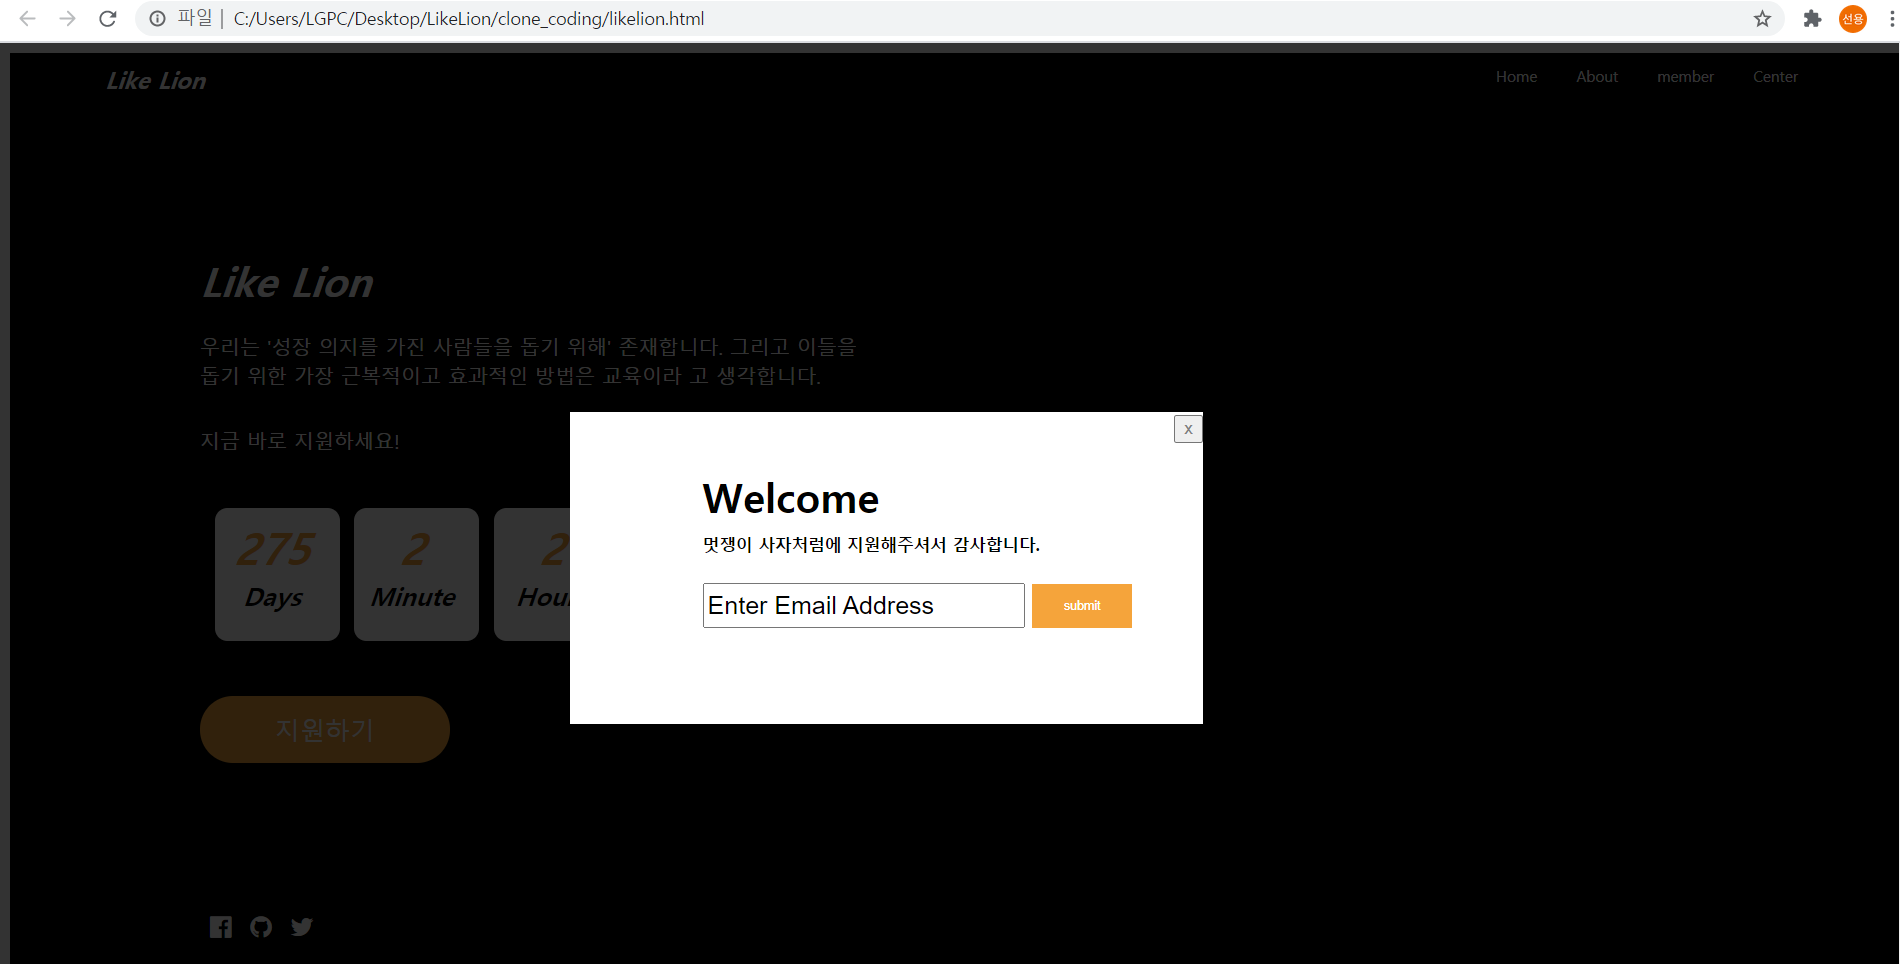 파일 | C:/Users/LGPC/Desktop/LikeLion/clone_coding/likelion.html
선용
Like Lion
Home About member Center
Like Lion
우리는 '성장 의지를 가진 사람들을 돕기 위해' 존재합니다. 그리고 이들을
돕기 위한 가장 근복적이고 효과적인 방법은 교육이라 고 생각합니다.
지금 바로 지원하세요!
275 2 2
Days Minute Hou
x
Welcome
멋쟁이 사자처럼에 지원해주셔서 감사합니다.
Enter Email Address submit
지원하기